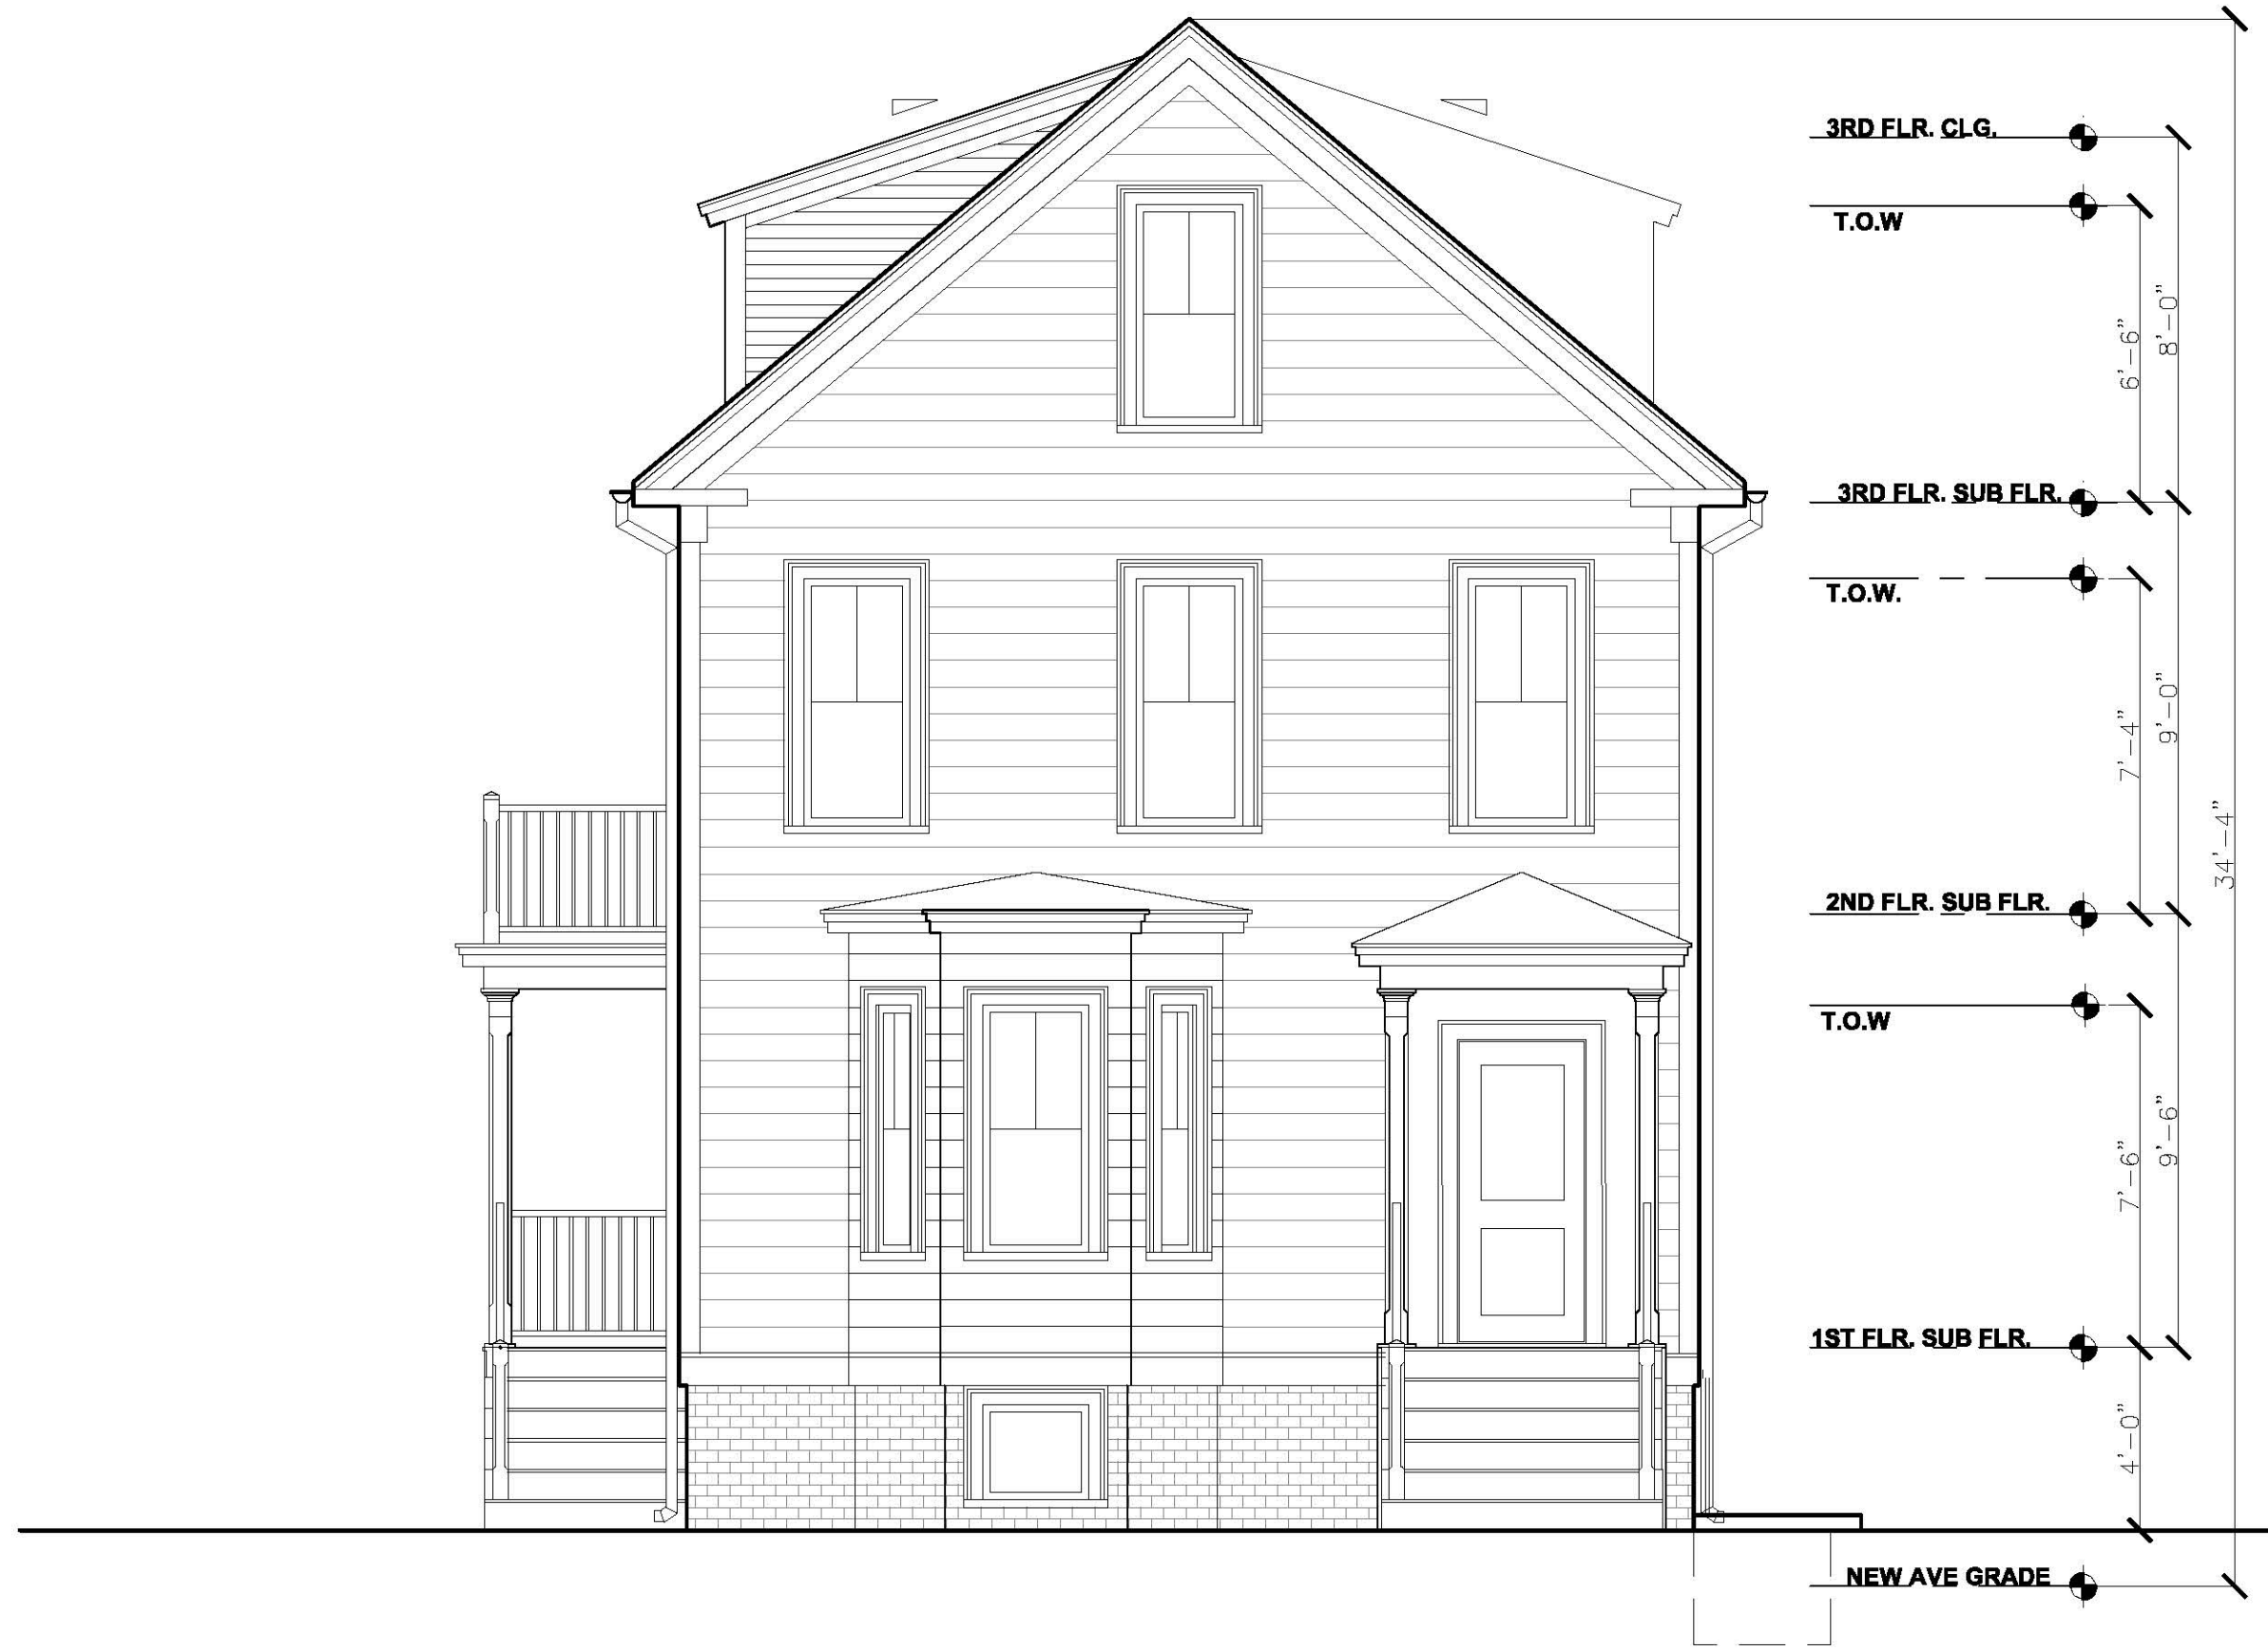 3RD FLR. CLG.
T.O.W
6'-6"
8'-0"
3RD FLR. SUB FLR.
T.O.W.
7'-4"
9'-0"
34'-4"
2ND FLR. SUB FLR.
T.O.W
7'-6"
9'-6"
1ST FLR. SUB FLR.
4'-0"
NEW AVE GRADE